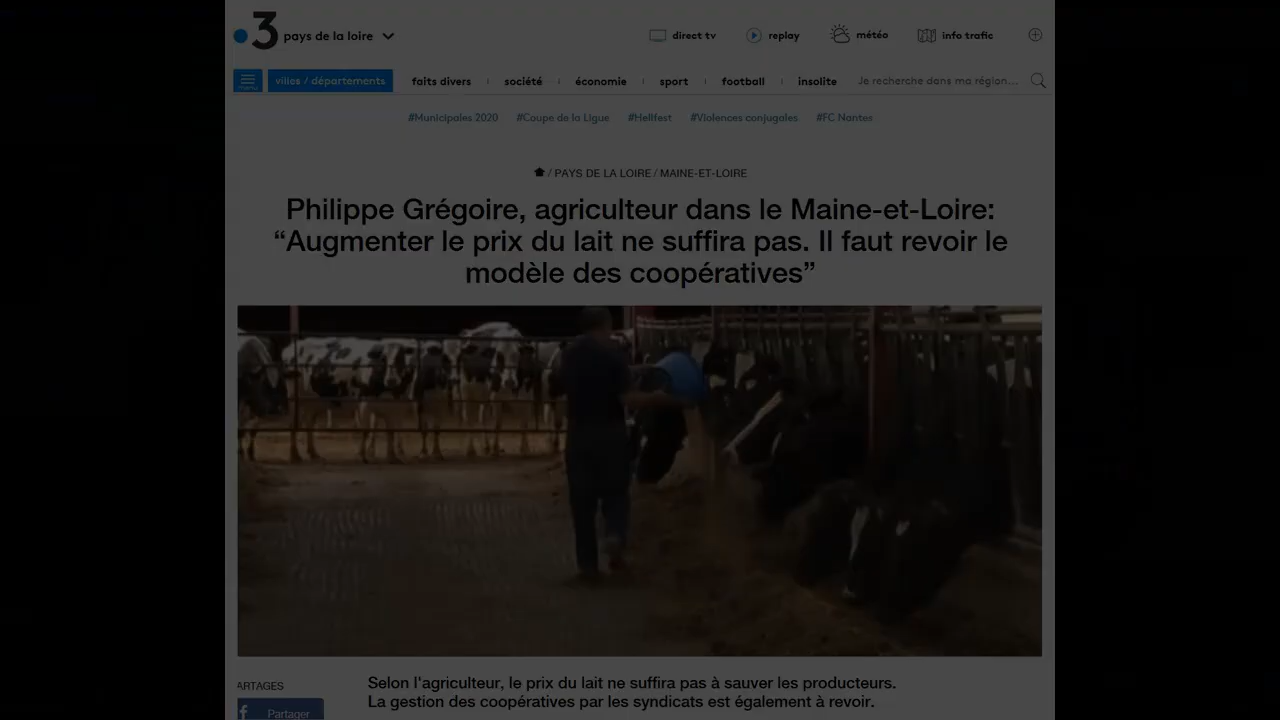 3 pays de la loire
direct tv
replay
météo
info trafic
menu
villes / départements
faits divers
société
économie
sport
football
insolite
Je recherche dans ma région...
#Municipales 2020 #Coupe de la Ligue #Hellfest #Violences conjugales #FC Nantes
/ PAYS DE LA LOIRE / MAINE-ET-LOIRE
Philippe Grégoire, agriculteur dans le Maine-et-Loire:
“Augmenter le prix du lait ne suffira pas. Il faut revoir le
modèle des coopératives”
ARTAGES
Partager
Selon l'agriculteur, le prix du lait ne suffira pas à sauver les producteurs.
La gestion des coopératives par les syndicats est également à revoir.